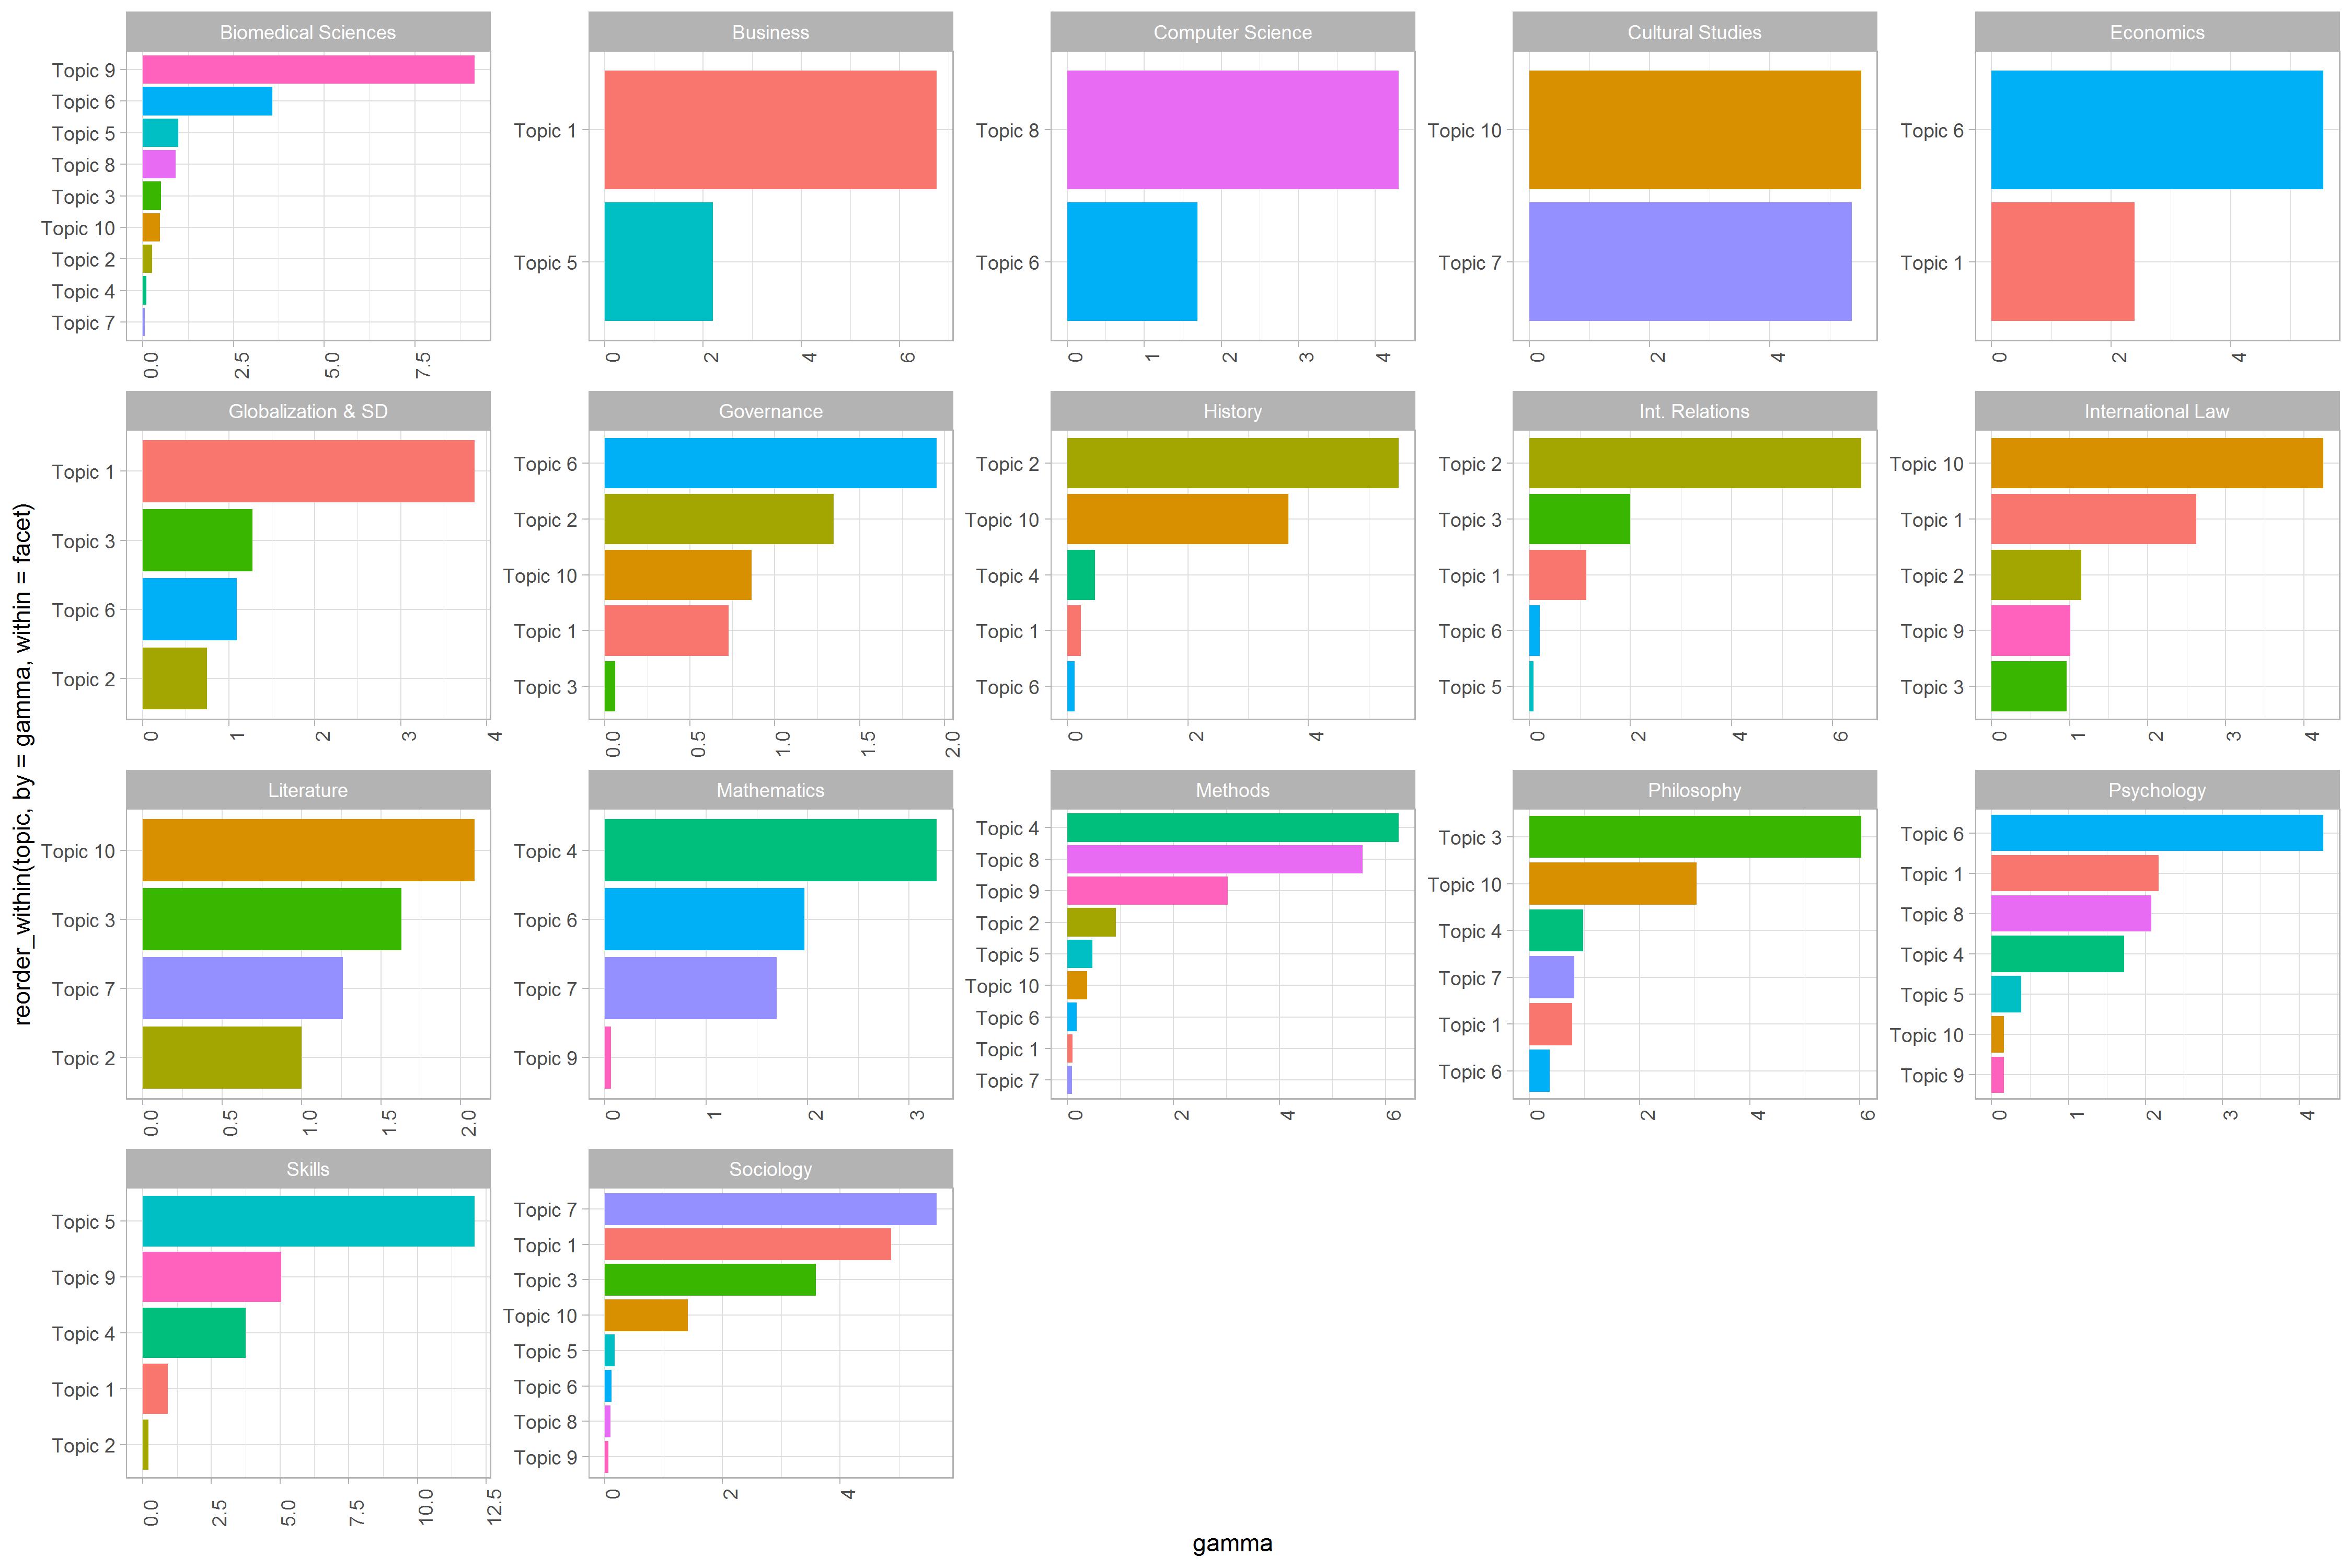 Biomedical Sciences
Topic 9
Topic 6
Topic 5
Topic 8
Topic 3
Topic 10
Topic 2
Topic 4
Topic 7
0.0 2.5 5.0 7.5
Business
Topic 1
Topic 5
0 2 4 6
Computer Science
Topic 8
Topic 6
0 1 2 3 4
Cultural Studies
Topic 10
Topic 7
0 2 4
Economics
Topic 6
Topic 1
0 2 4
Globalization & SD
Topic 1
Topic 3
Topic 6
Topic 2
0 1 2 3 4
Governance
Topic 6
Topic 2
Topic 10
Topic 1
Topic 3
0.0 0.5 1.0 1.5 2.0
History
Topic 2
Topic 10
Topic 4
Topic 1
Topic 6
0 2 4
Int. Relations
Topic 2
Topic 3
Topic 1
Topic 6
Topic 5
0 2 4 6
International Law
Topic 10
Topic 1
Topic 2
Topic 9
Topic 3
0 1 2 3 4
Literature
Topic 10
Topic 3
Topic 7
Topic 2
0.0 0.5 1.0 1.5 2.0
Mathematics
Topic 4
Topic 6
Topic 7
Topic 9
0 1 2 3
Methods
Topic 4
Topic 8
Topic 9
Topic 2
Topic 5
Topic 10
Topic 6
Topic 1
Topic 7
0 2 4 6
Philosophy
Topic 3
Topic 10
Topic 4
Topic 7
Topic 1
Topic 6
0 2 4 6
Psychology
Topic 6
Topic 1
Topic 8
Topic 4
Topic 5
Topic 10
Topic 9
0 1 2 3 4
Skills
Topic 5
Topic 9
Topic 4
Topic 1
Topic 2
0.0 2.5 5.0 7.5 10.0 12.5
Sociology
Topic 7
Topic 1
Topic 3
Topic 10
Topic 5
Topic 6
Topic 8
Topic 9
0 2 4
reorder_within(topic, by = gamma, within = facet)
gamma